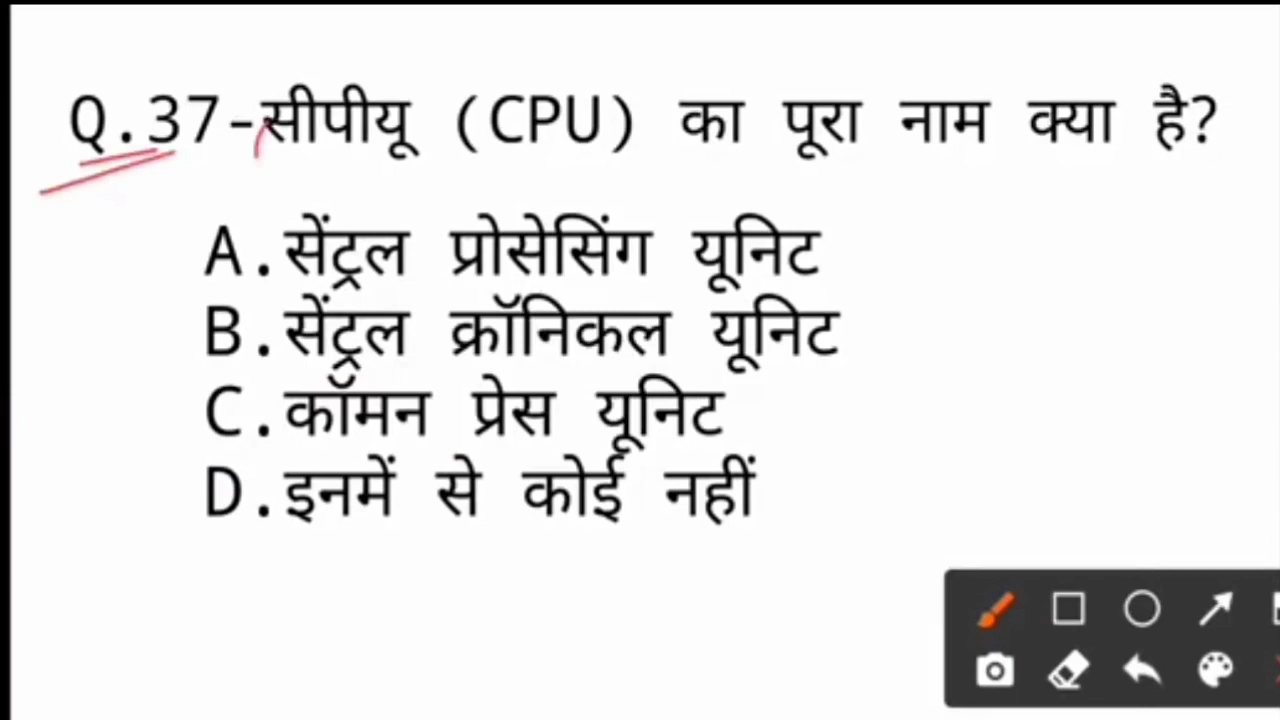 Q.37-सीपीयू (CPU) का पूरा नाम क्या है?
A.सेंट्रल प्रोसेसिंग यूनिट
B.सेंट्रल क्रॉनिकल यूनिट
C.कॉमन प्रेस यूनिट
D.इनमें से कोई नहीं